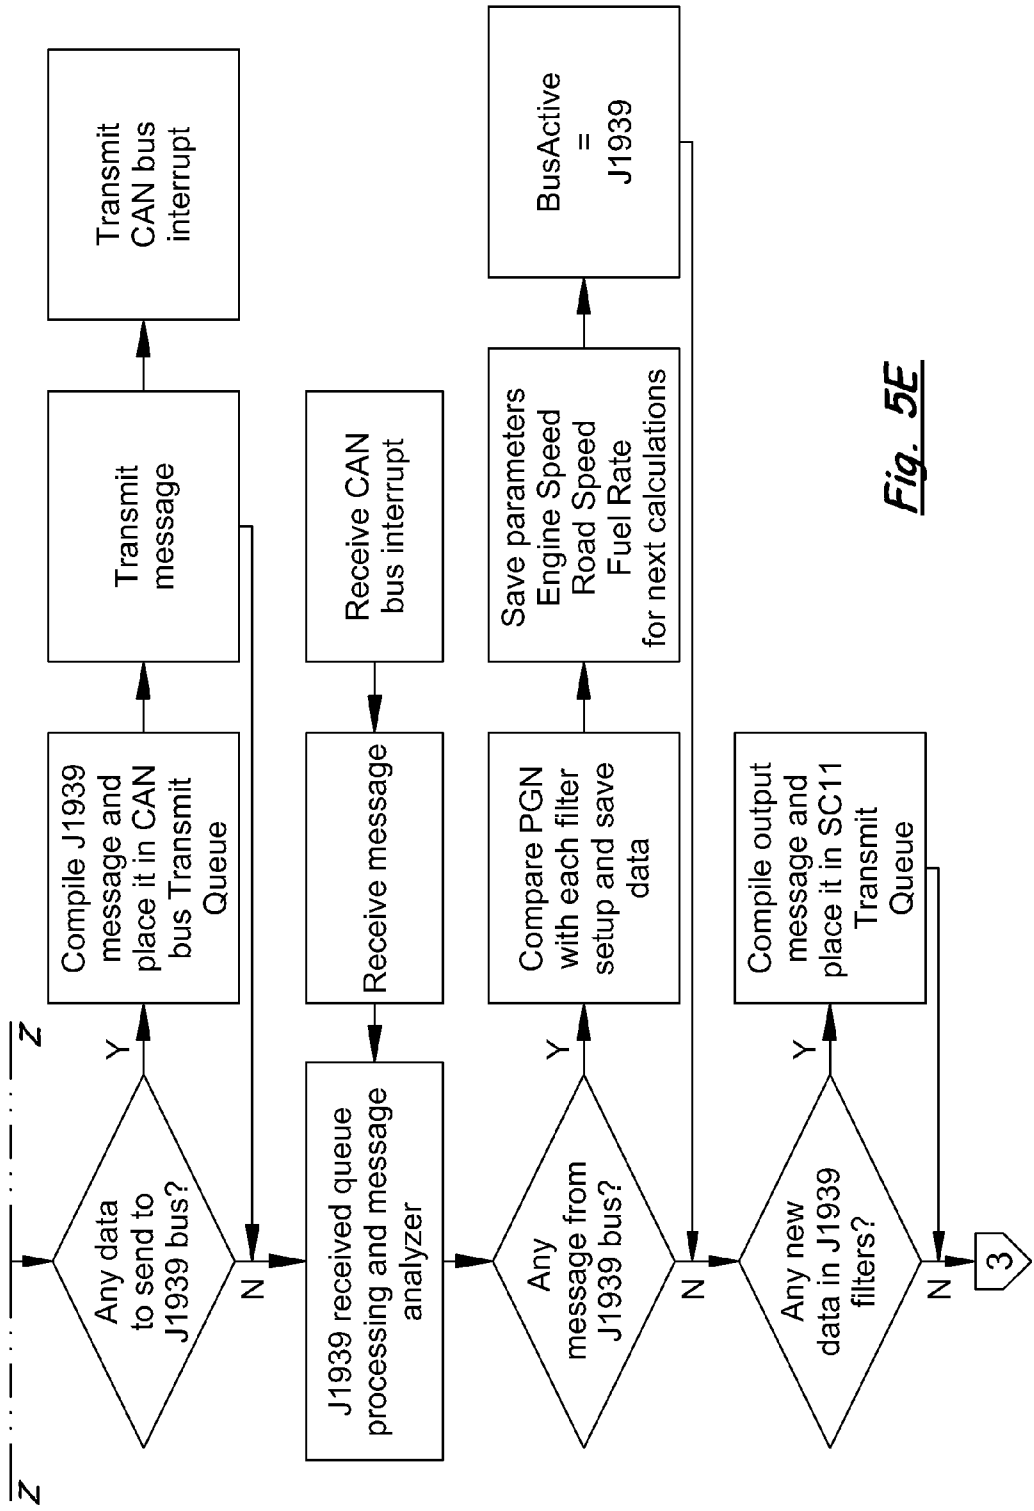 Z
Z
Any data
to send to
J1939 bus?
Y
N
Compile J1939
message and
place it in CAN
bus Transmit
Queue
Transmit
message
Transmit
CAN bus
interrupt
J1939 received queue
processing and message
analyzer
Receive message
Receive CAN
bus interrupt
Any
message from
J1939 bus?
Y
N
Compare PGN
with each filter
setup and save
data
Save parameters
Engine Speed
Road Speed
Fuel Rate
for next calculations
BusActive
=
J1939
Any new
data in J1939
filters?
Y
N
Compile output
message and
place it in SC11
Transmit
Queue
3
Fig. 5E